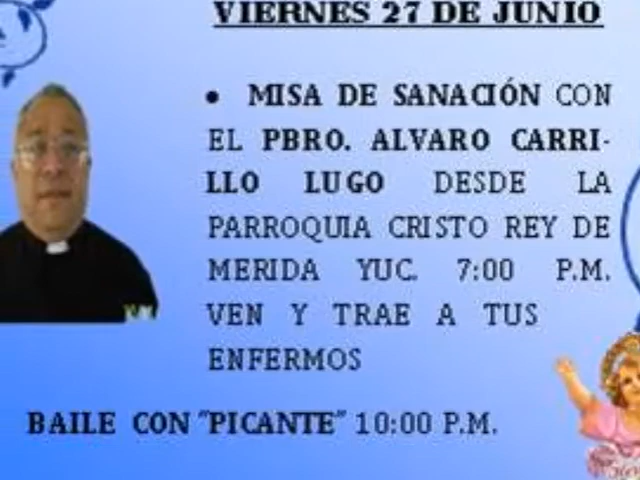 VIERNES 27 DE JUNIO
• MISA DE SANACIÓN CON
EL PBRO. ALVARO CARRI-
LLO LUGO DESDE LA
PARROQUIA CRISTO REY DE
MERIDA YUC. 7:00 P.M.
VEN Y TRAE A TUS
ENFERMOS
BAILE CON "PICANTE" 10:00 P.M.